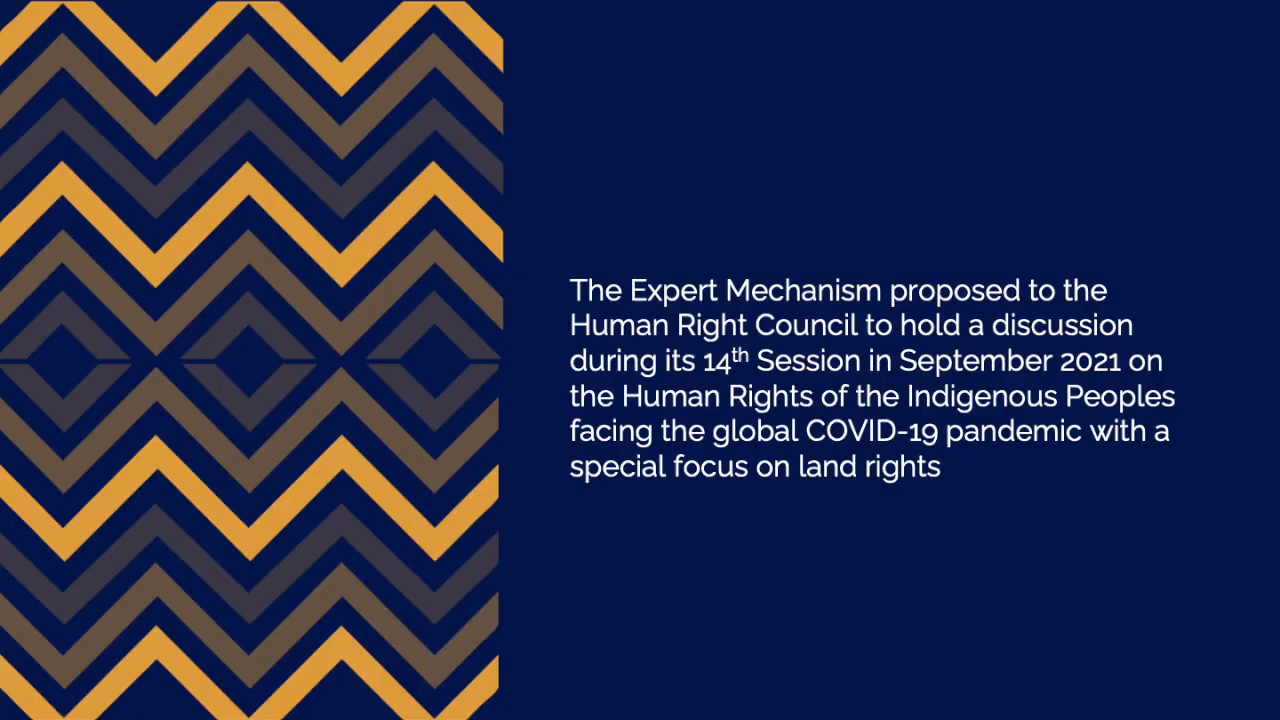 The Expert Mechanism proposed to the
Human Right Council to hold a discussion
during its 14th Session in September 2021 on
the Human Rights of the Indigenous Peoples
facing the global COVID-19 pandemic with a
special focus on land rights